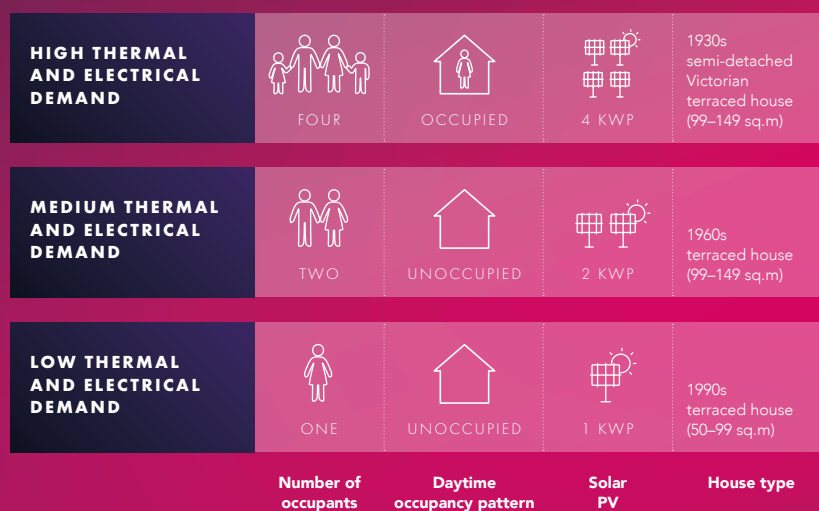 HIGH THERMAL
AND ELECTRICAL
DEMAND
FOUR
OCCUPIED
4 KWP
1930s
semi-detached
Victorian
terraced house
(99–149 sq.m)
MEDIUM THERMAL
AND ELECTRICAL
DEMAND
TWO
UNOCCUPIED
2 KWP
1960s
terraced house
(99–149 sq.m)
LOW THERMAL
AND ELECTRICAL
DEMAND
ONE
UNOCCUPIED
1 KWP
1990s
terraced house
(50–99 sq.m)
Number of
occupants
Daytime
occupancy pattern
Solar
PV
House type